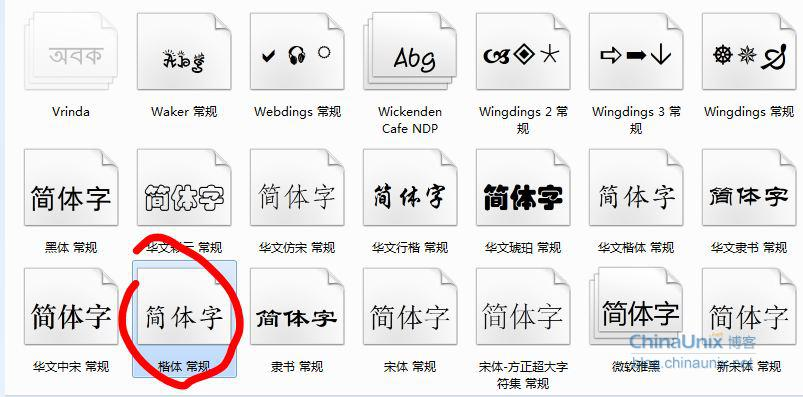 অবক
Abg
Abg
Vrinda
Waker 常规
Webdings 常规
Wickenden
Cafe NDP
Wingdings 2 常
规
Wingdings 3 常
规
Wingdings 常规
简体字
简体字
简体字
简体字
简体字
简体字
简体字
黑体 常规
华文彩云 常规
华文仿宋 常规
华文行楷 常规
华文琥珀 常规
华文楷体 常规
华文隶书 常规
简体字
简体字
简体字
简体字
简体字
简体字
简体字
华文中宋 常规
楷体 常规
隶书 常规
宋体 常规
宋体-方正超大字
符集 常规
微软雅黑
新宋体 常规
ChinaUnix 博客
blog.chinaunix.net